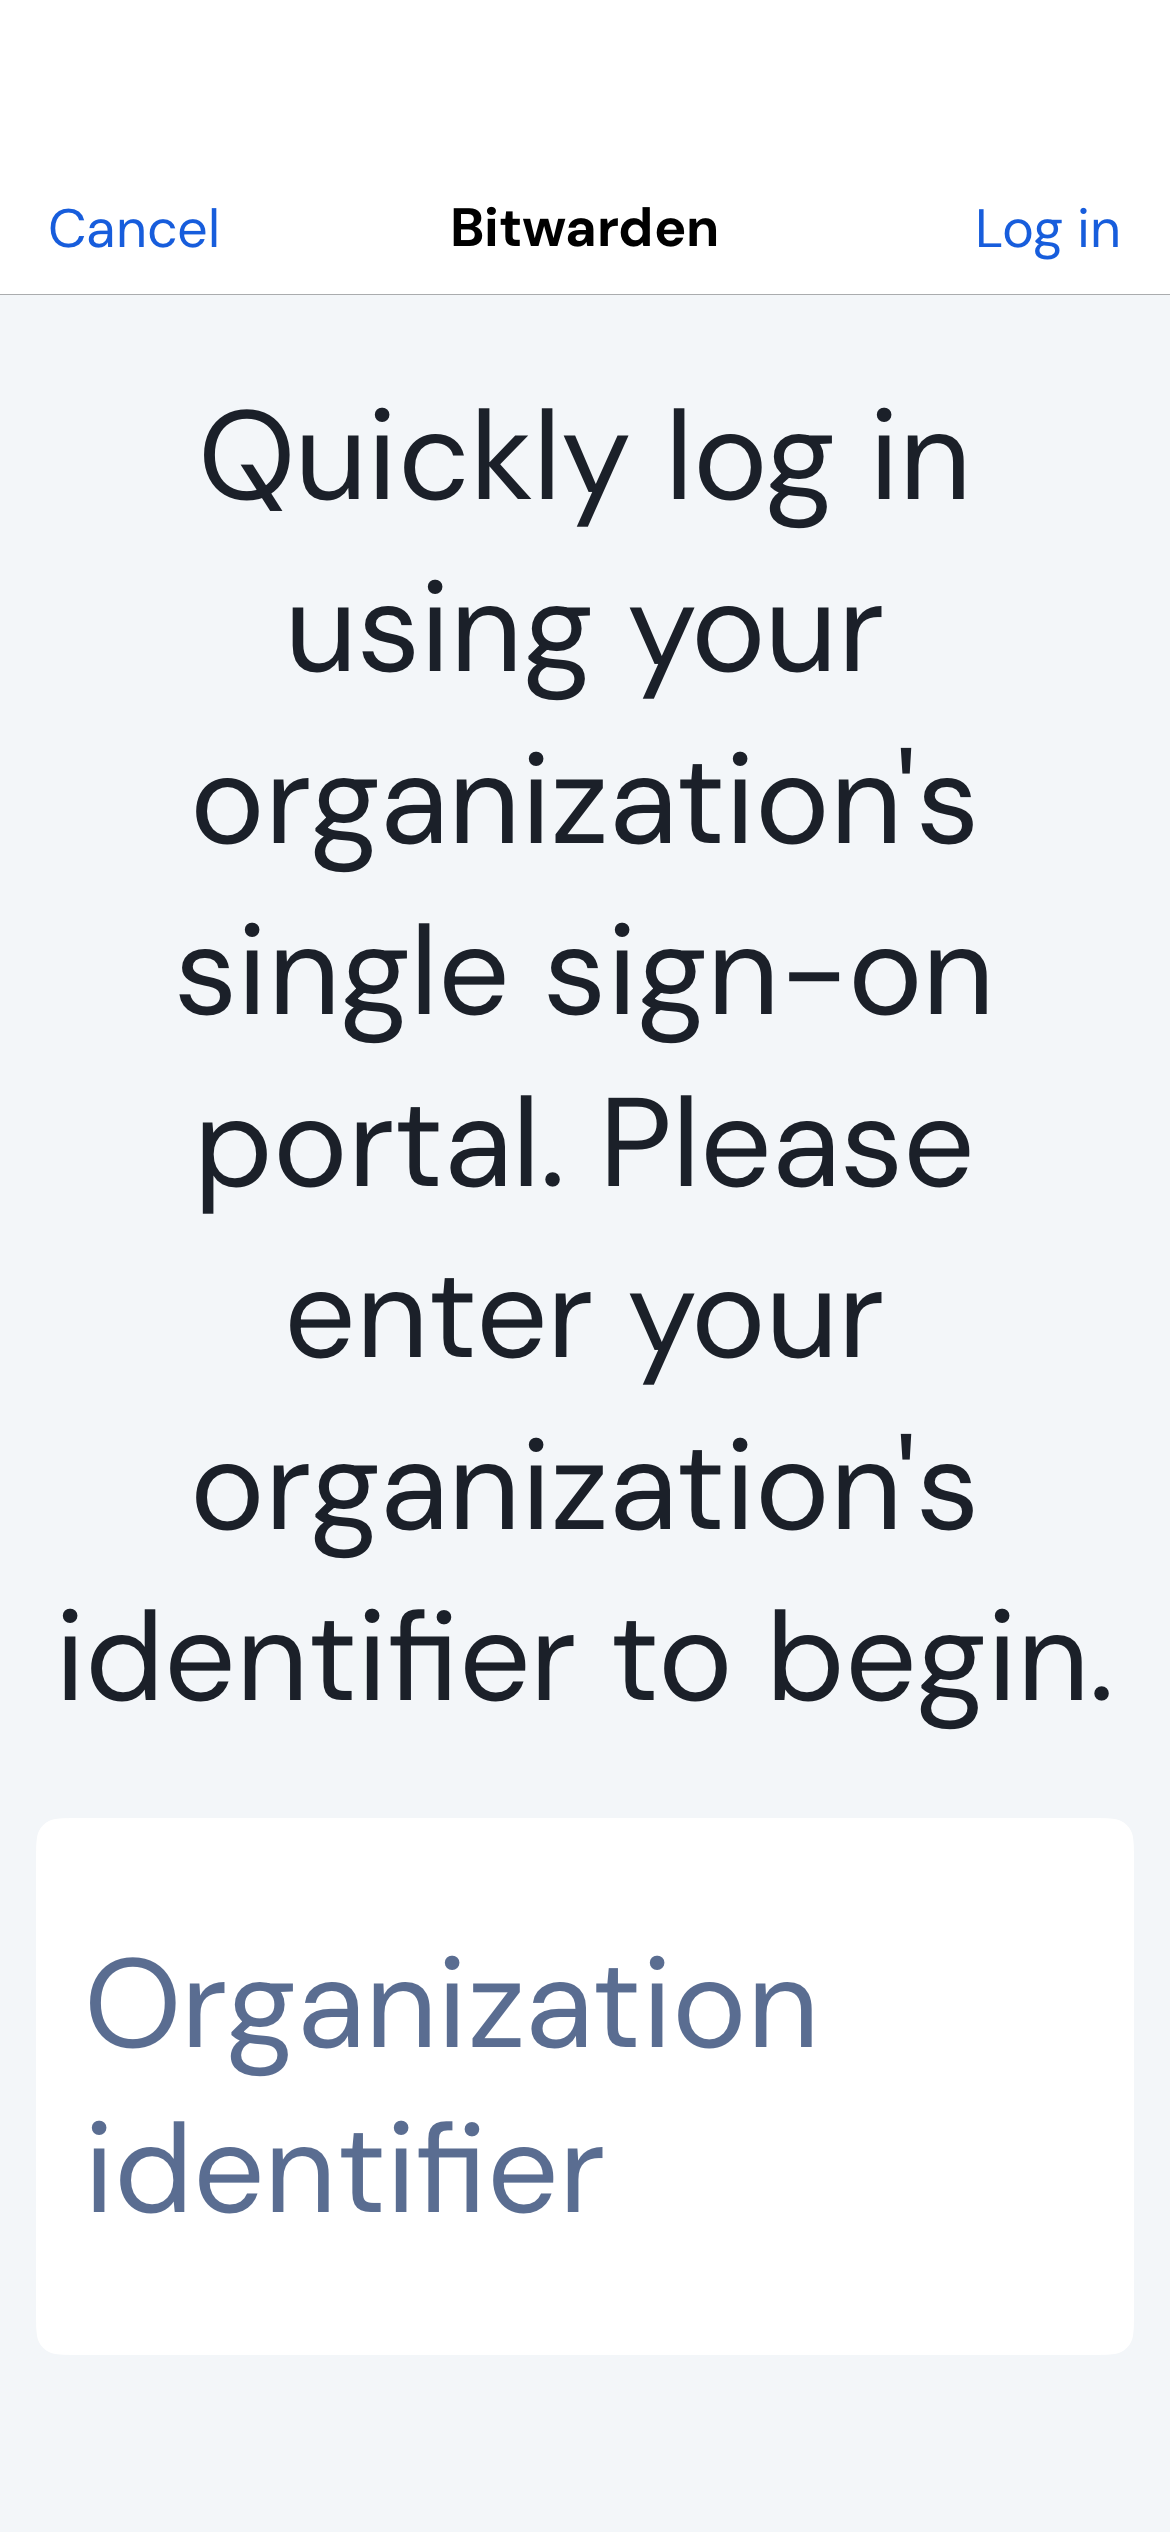 Cancel Bitwarden Log in
Quickly log in
using your
organization's
single sign-on
portal. Please
enter your
organization's
identifier to begin.
Organization
identifier